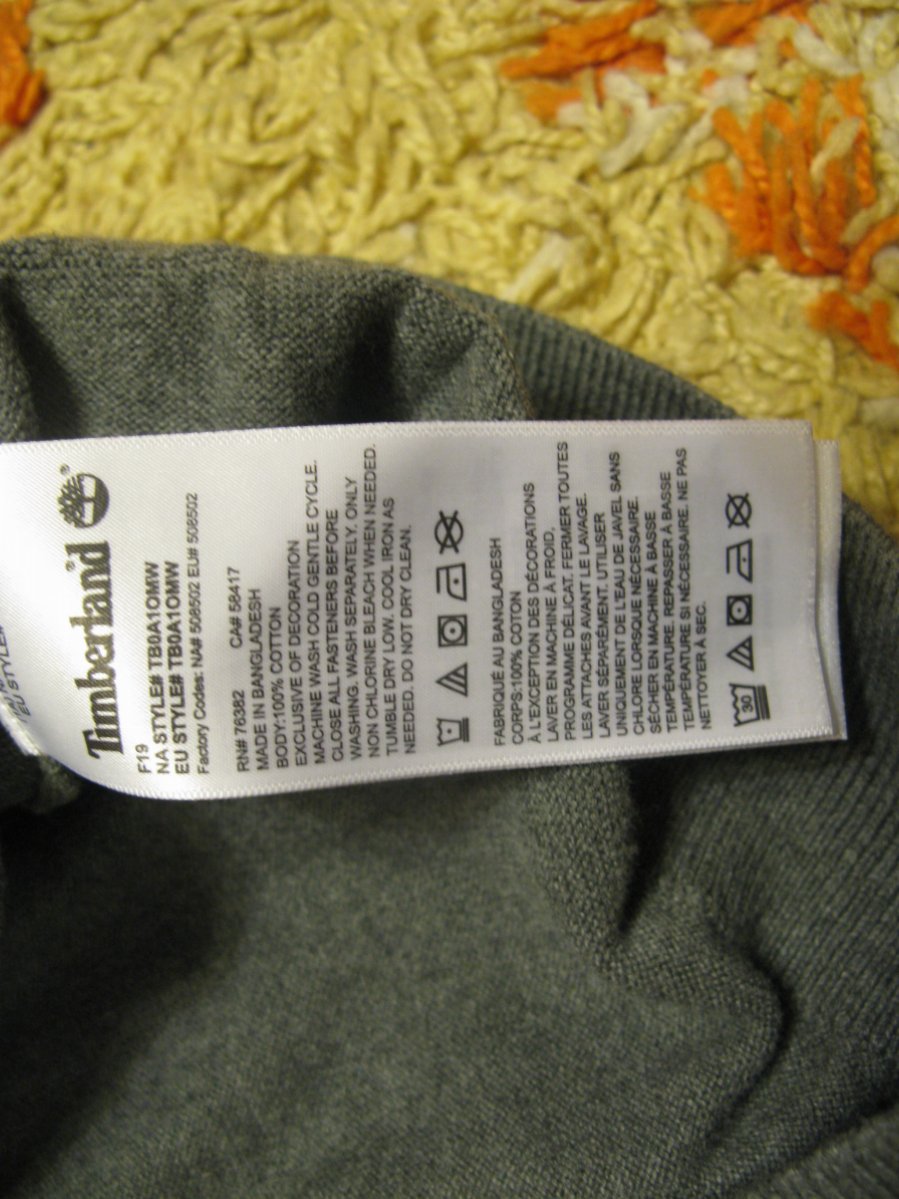 Timberland®
®
F19
NA STYLE# TB0A1OMW
EU STYLE# TB0A1OMW
Factory Codes: NA# 508502 EU# 508502
RN# 76382 CA# 58417
MADE IN BANGLADESH
BODY:100% COTTON
EXCLUSIVE OF DECORATION
MACHINE WASH COLD GENTLE CYCLE.
CLOSE ALL FASTENERS BEFORE
WASHING. WASH SEPARATELY. ONLY
NON CHLORINE BLEACH WHEN NEEDED.
TUMBLE DRY LOW. COOL IRON AS
NEEDED. DO NOT DRY CLEAN.
FABRIQUÉ AU BANGLADESH
CORPS:100% COTON
À L'EXCEPTION DES DÉCORATIONS
LAVER EN MACHINE À FROID,
PROGRAMME DÉLICAT. FERMER TOUTES
LES ATTACHES AVANT LE LAVAGE.
LAVER SÉPARÉMENT. UTILISER
UNIQUEMENT DE L'EAU DE JAVEL SANS
CHLORE LORSQUE NÉCESSAIRE.
SÉCHER EN MACHINE À BASSE
TEMPÉRATURE. REPASSER À BASSE
TEMPÉRATURE SI NÉCESSAIRE. NE PAS
NETTOYER À SEC.
30